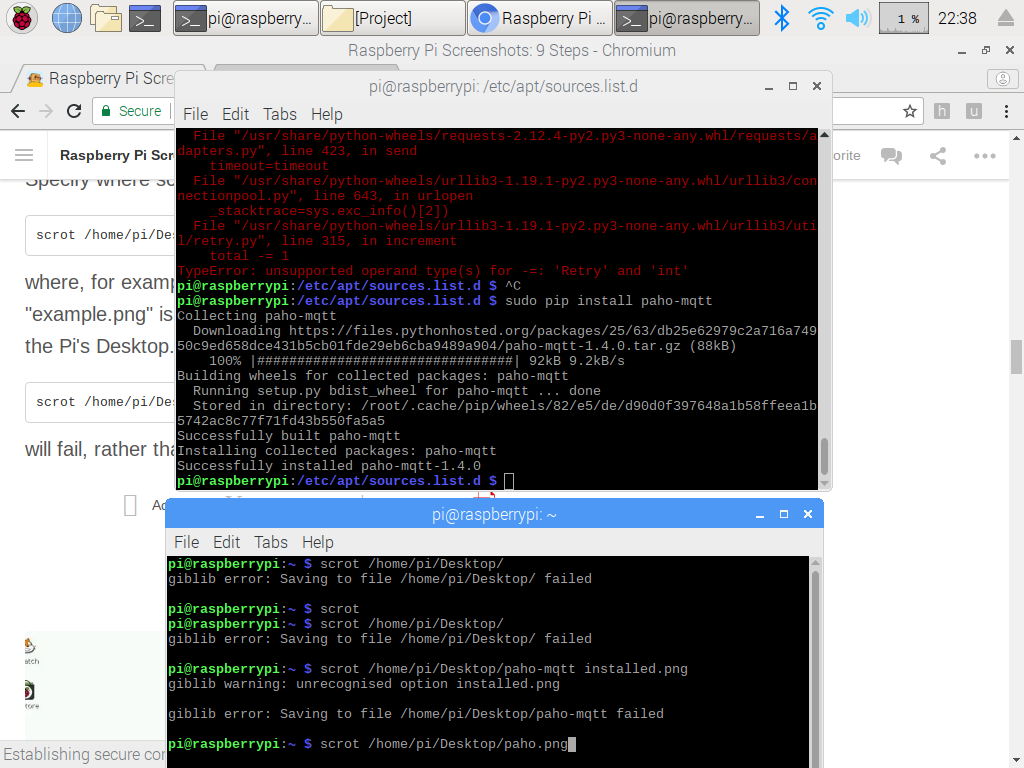 pi@raspberry...
[Project]
Raspberry Pi ...
pi@raspberry...
1 %
22:38
Raspberry Pi Screenshots: 9 Steps - Chromium
Raspberry Pi Scre
pi@raspberrypi: /etc/apt/sources.list.d
Secure
h
u
File Edit Tabs Help
Raspberry Pi Scr
orite
Specify where sc
scrot /home/pi/Des
where, for examp
"example.png" is
the Pi's Desktop.
scrot /home/pi/Des
will fail, rather tha
Ad
File "/usr/share/python-wheels/requests-2.12.4-py2.py3-none-any.whl/requests/a
dapters.py", line 423, in send
timeout=timeout
File "/usr/share/python-wheels/urllib3-1.19.1-py2.py3-none-any.whl/urllib3/con
nectionpool.py", line 643, in urlopen
_stacktrace=sys.exc_info()[2])
File "/usr/share/python-wheels/urllib3-1.19.1-py2.py3-none-any.whl/urllib3/uti
l/retry.py", line 315, in increment
total -= 1
TypeError: unsupported operand type(s) for -=: 'Retry' and 'int'
pi@raspberrypi:/etc/apt/sources.list.d $ ^C
pi@raspberrypi:/etc/apt/sources.list.d $ sudo pip install paho-mqtt
Collecting paho-mqtt
Downloading https://files.pythonhosted.org/packages/25/63/db25e62979c2a716a749
50c9ed658dce431b5cb01fde29eb6cba9489a904/paho-mqtt-1.4.0.tar.gz (88kB)
100% |################################| 92kB 9.2kB/s
Building wheels for collected packages: paho-mqtt
Running setup.py bdist_wheel for paho-mqtt ... done
Stored in directory: /root/.cache/pip/wheels/82/e5/de/d90d0f397648a1b58ffeea1b
5742ac8c77f71fd43b550fa5a5
Successfully built paho-mqtt
Installing collected packages: paho-mqtt
Successfully installed paho-mqtt-1.4.0
pi@raspberrypi:/etc/apt/sources.list.d $
pi@raspberrypi: ~
File Edit Tabs Help
pi@raspberrypi:~ $ scrot /home/pi/Desktop/
giblib error: Saving to file /home/pi/Desktop/ failed
pi@raspberrypi:~ $ scrot
pi@raspberrypi:~ $ scrot /home/pi/Desktop/
giblib error: Saving to file /home/pi/Desktop/ failed
pi@raspberrypi:~ $ scrot /home/pi/Desktop/paho-mqtt installed.png
giblib warning: unrecognised option installed.png
giblib error: Saving to file /home/pi/Desktop/paho-mqtt failed
pi@raspberrypi:~ $ scrot /home/pi/Desktop/paho.png
atch
tore
Establishing secure cor